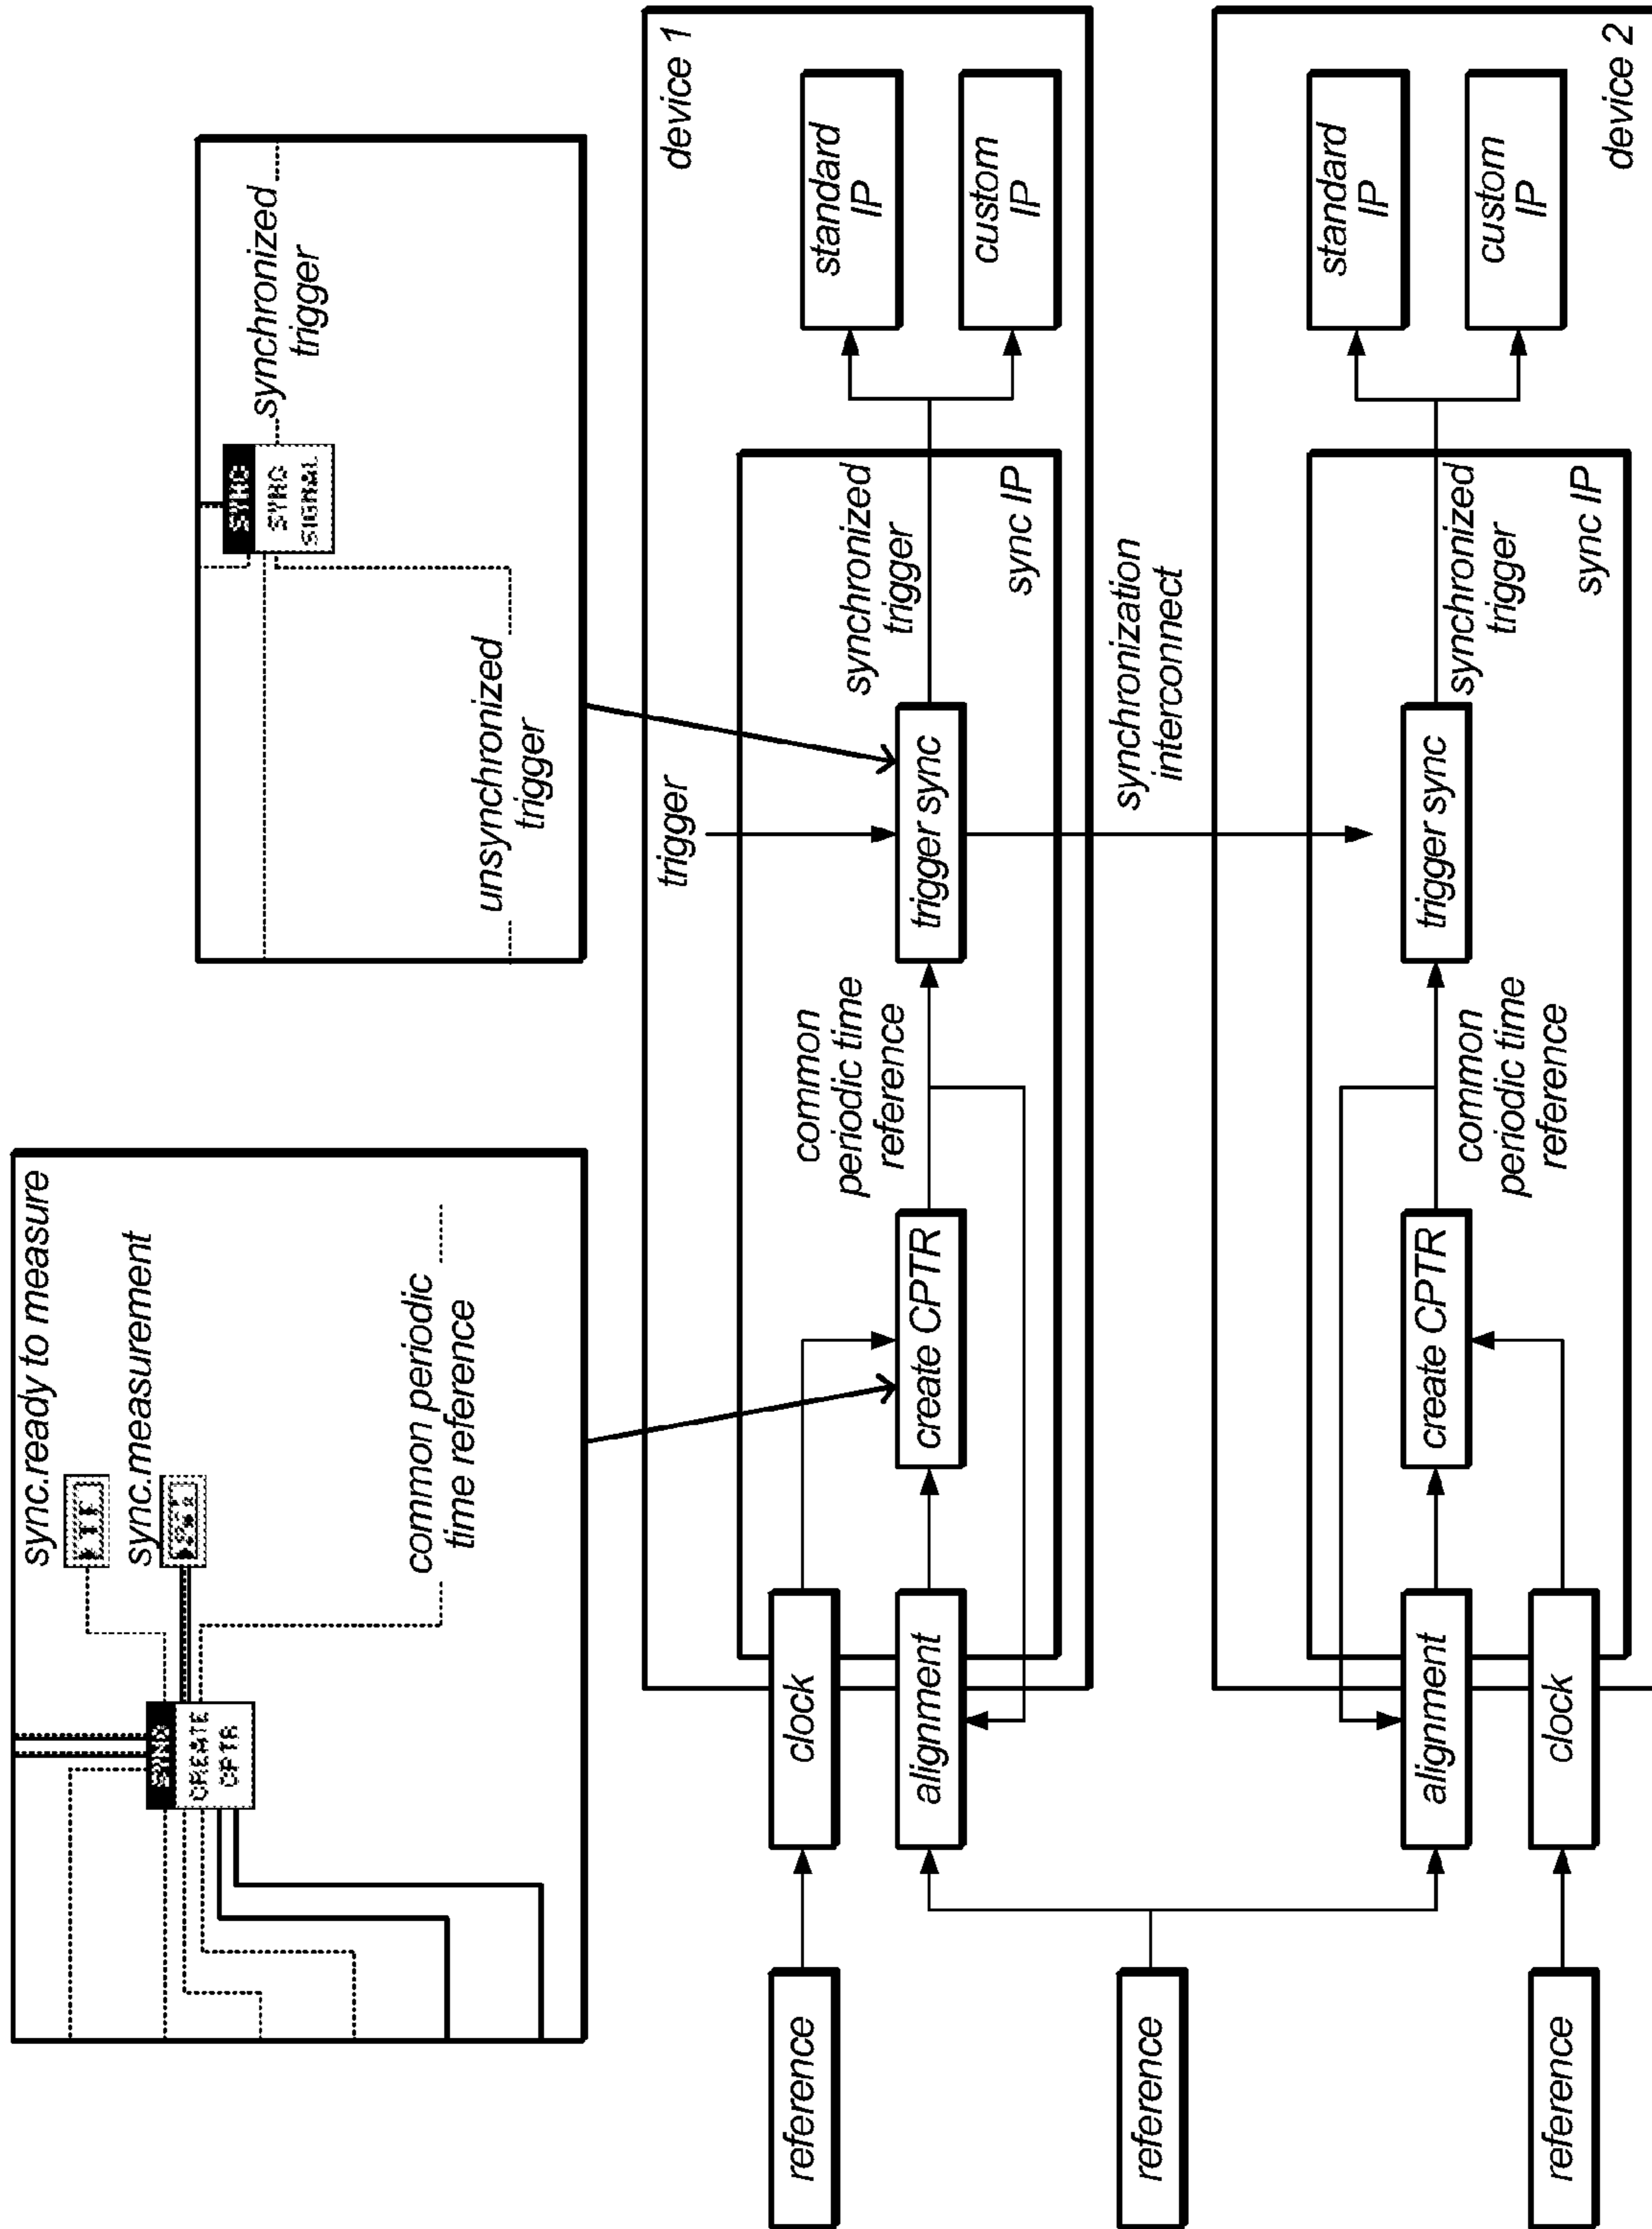 sync.ready to measure
sync.measurement
SYNC
CREATE
CPTR
common periodic
time reference
SYNC
SYNC
SIGNAL
synchronized
trigger
unsynchronized
trigger
device 1
trigger
reference
clock
alignment
create CPTR
common
periodic time
reference
trigger sync
synchronized
trigger
sync IP
standard
IP
custom
IP
reference
synchronization
interconnect
device 2
alignment
create CPTR
common
periodic time
reference
trigger sync
synchronized
trigger
sync IP
standard
IP
custom
IP
reference
clock